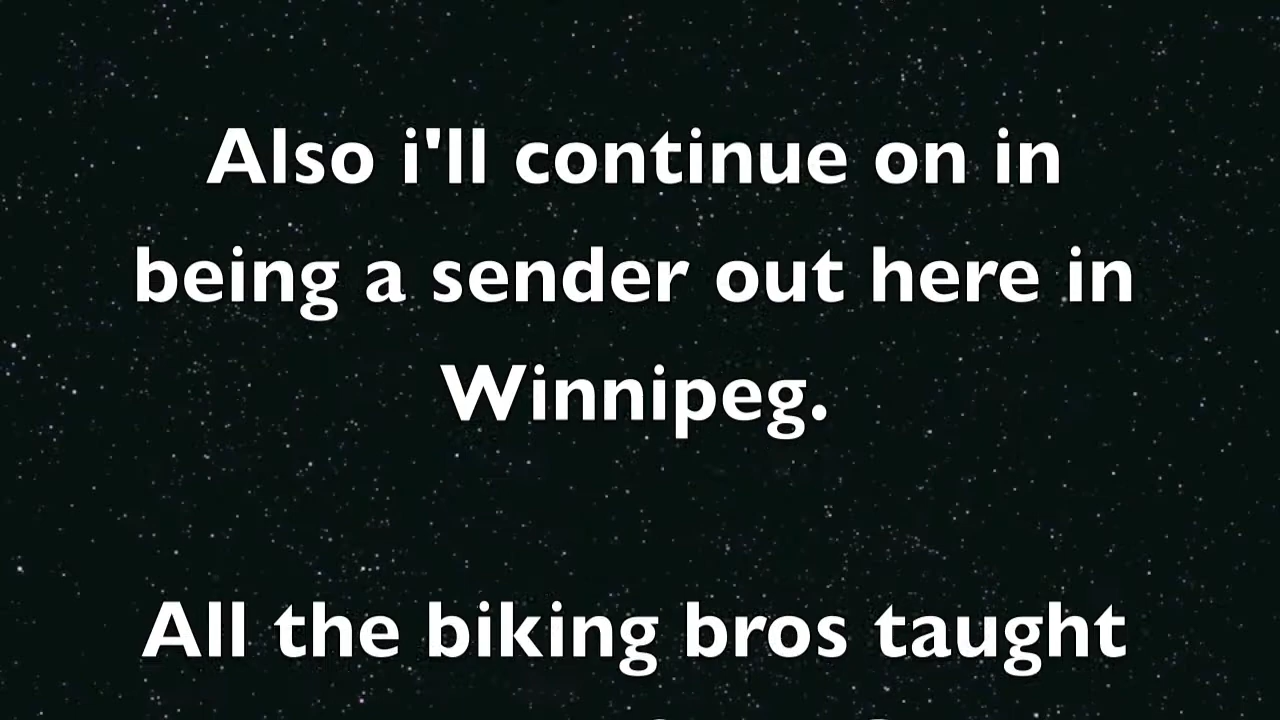 Also i'll continue on in
being a sender out here in
Winnipeg.
All the biking bros taught